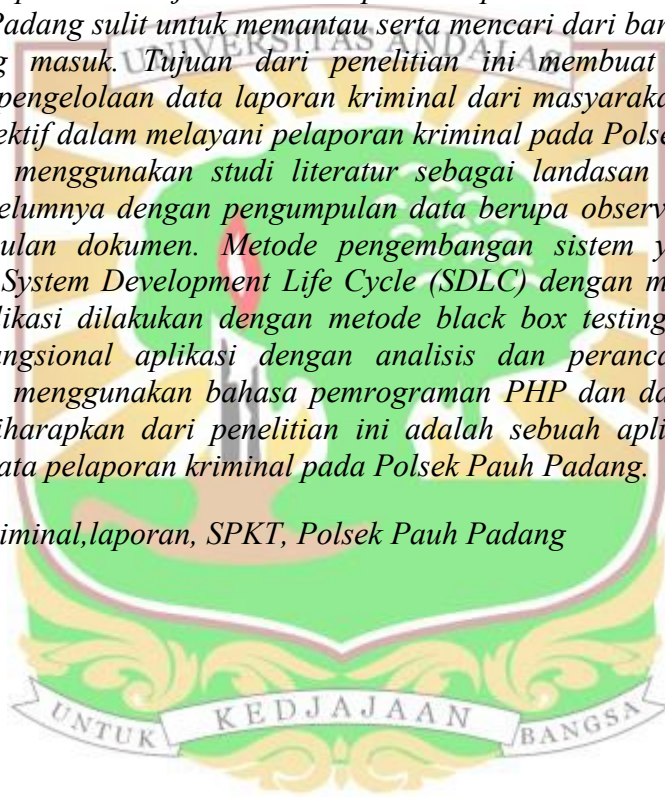 Padang sulit untuk memantau serta mencari dari ban
UNIVERSITAS ANDALAS
g masuk. Tujuan dari penelitian ini membuat
pengelolaan data laporan kriminal dari masyaraka
ektif dalam melayani pelaporan kriminal pada Polse
menggunakan studi literatur sebagai landasan
elumnya dengan pengumpulan data berupa observ
ulan dokumen. Metode pengembangan sistem y
System Development Life Cycle (SDLC) dengan m
likasi dilakukan dengan metode black box testing
ungsional aplikasi dengan analisis dan peranca
menggunakan bahasa pemrograman PHP dan da
iharapkan dari penelitian ini adalah sebuah apli
ata pelaporan kriminal pada Polsek Pauh Padang.
riminal,laporan, SPKT, Polsek Pauh Padang
UNTUK KEDJAJAAN BANGSA